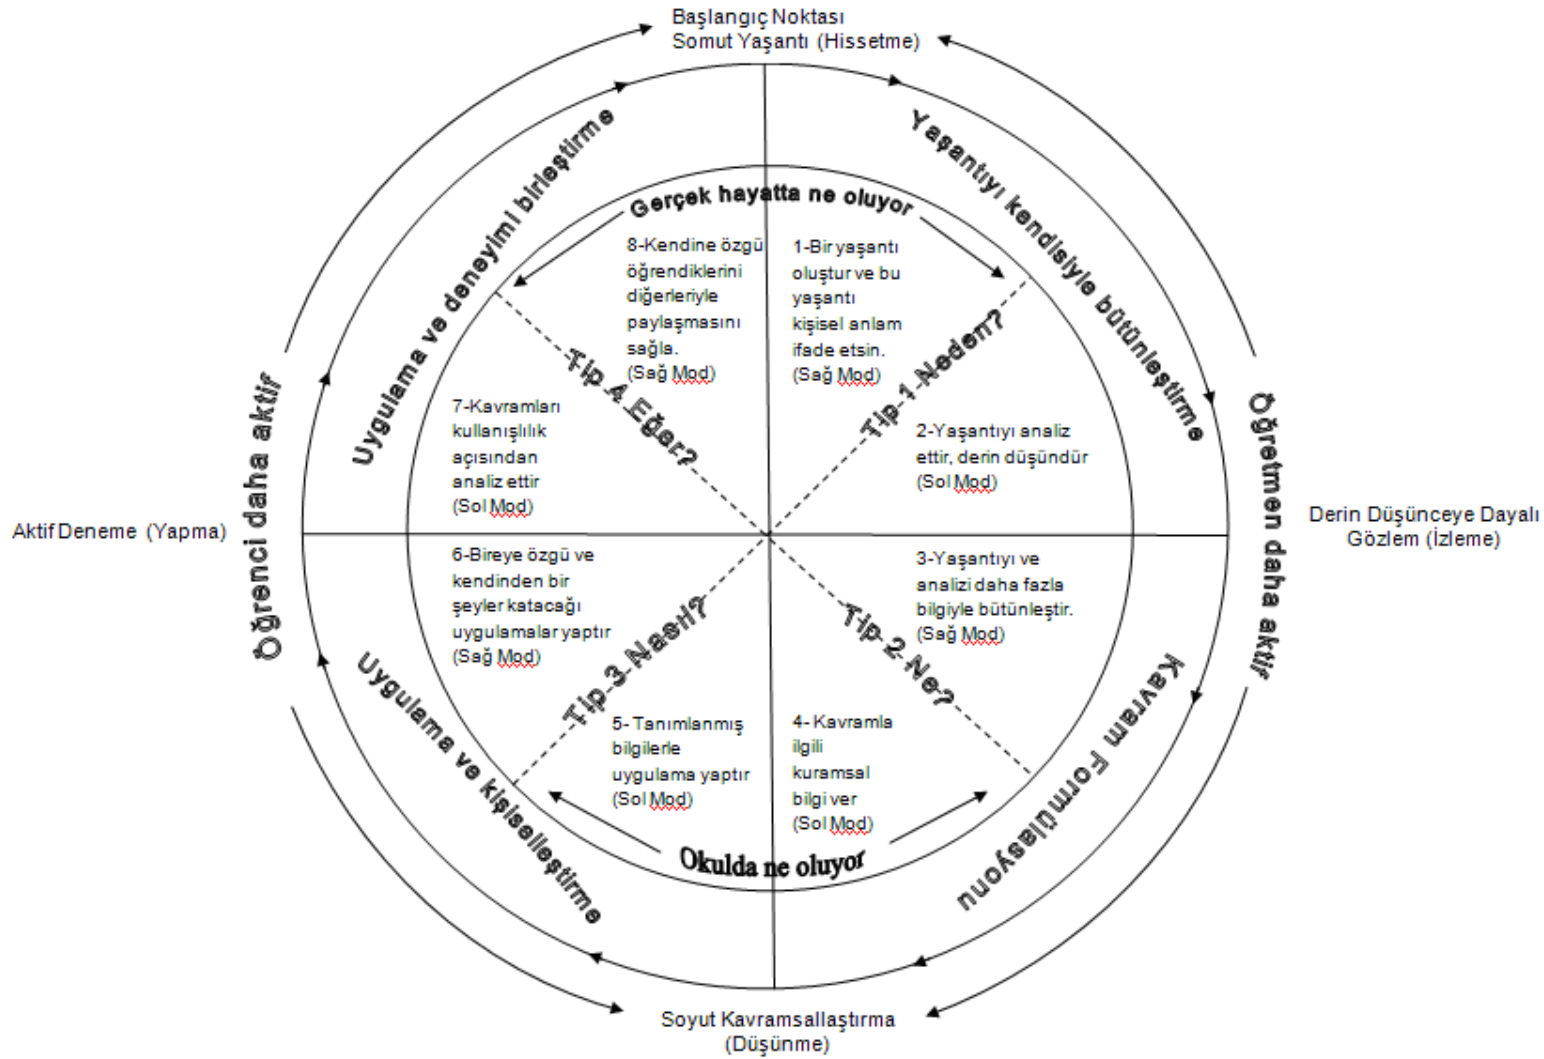 Başlangıç Noktası
Somut Yaşantı (Hissetme)
Uygulama ve deneyimi birleştirme
Yaşantıyı kendisiyle bütünleştirme
Gerçek hayatta ne oluyor
8-Kendine özgü
öğrendiklerini
diğerleriyle
paylaşmasını
sağla.
(Sağ Mod)
1-Bir yaşantı
oluştur ve bu
yaşantı
kişisel anlam
ifade etsin.
(Sağ Mod)
Tip 4 Eğer?
Tip 1 Neden?
7-Kavramları
kullanışlılık
açısından
analiz ettir
(Sol Mod)
2-Yaşantıyı analiz
ettir, derin düşündür
(Sol Mod)
Öğrenci daha aktif
Öğretmen daha aktif
Aktif Deneme (Yapma)
Derin Düşünceye Dayalı
Gözlem (İzleme)
6-Bireye özgü ve
kendinden bir
şeyler katacağı
uygulamalar yaptır
(Sağ Mod)
3-Yaşantıyı ve
analizi daha fazla
bilgiyle bütünleştir.
(Sağ Mod)
Tip 3 Nasıl?
Tip 2 Ne?
5- Tanımlanmış
bilgilerle
uygulama yaptır
(Sol Mod)
4- Kavramla
ilgili
kuramsal
bilgi ver
(Sol Mod)
Uygulama ve kişiselleştirme
Kavram Formülasyonu
Okulda ne oluyor
Soyut Kavramsallaştırma
(Düşünme)